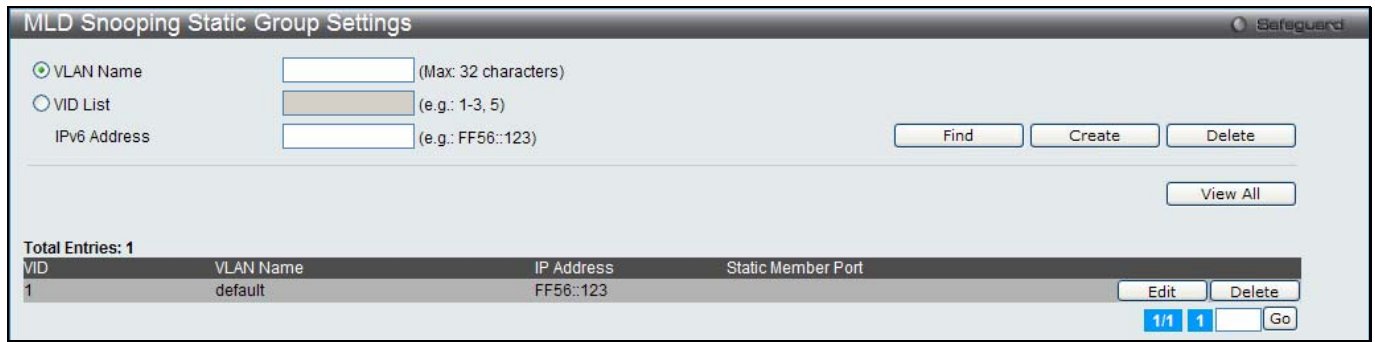 MLD Snooping Static Group Settings Safeguard
VLAN Name (Max: 32 characters)
VID List (e.g.: 1-3, 5)
IPv6 Address (e.g.: FF56::123) Find Create Delete
View All
Total Entries: 1
VID VLAN Name IP Address Static Member Port
1 default FF56::123 Edit Delete
1/1 1 Go